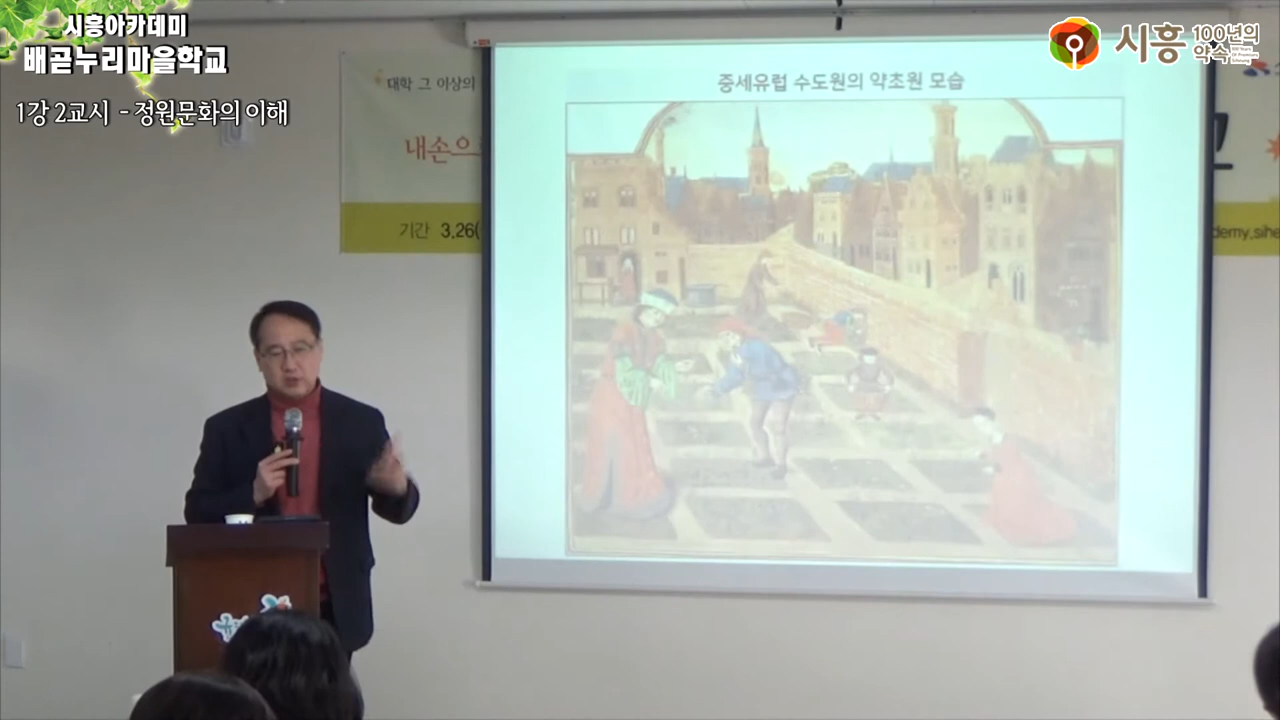 시흥아카데미
배곧누리마을학교
1강 2교시 - 정원문화의 이해
시흥 100년의 약속
대학 그 이상의
내손으
기간 3.26(
demy.sihe
중세유럽 수도원의 약초원 모습